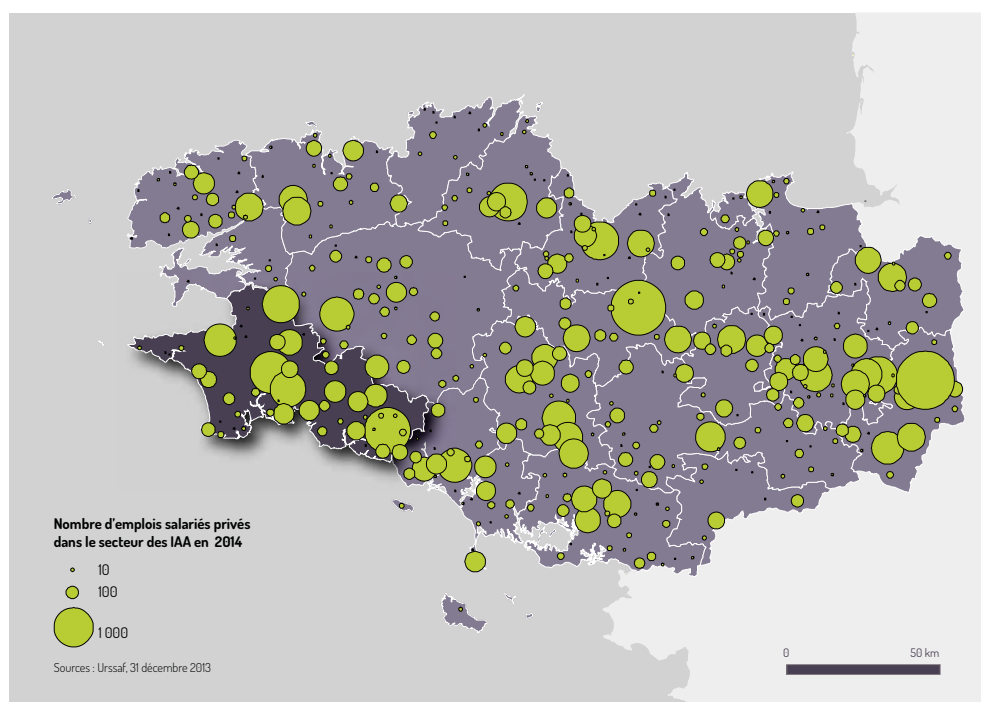 Nombre d'emplois salariés privés
dans le secteur des IAA en 2014
10
100
1 000
Sources : Urssaf, 31 décembre 2013
0 50 km